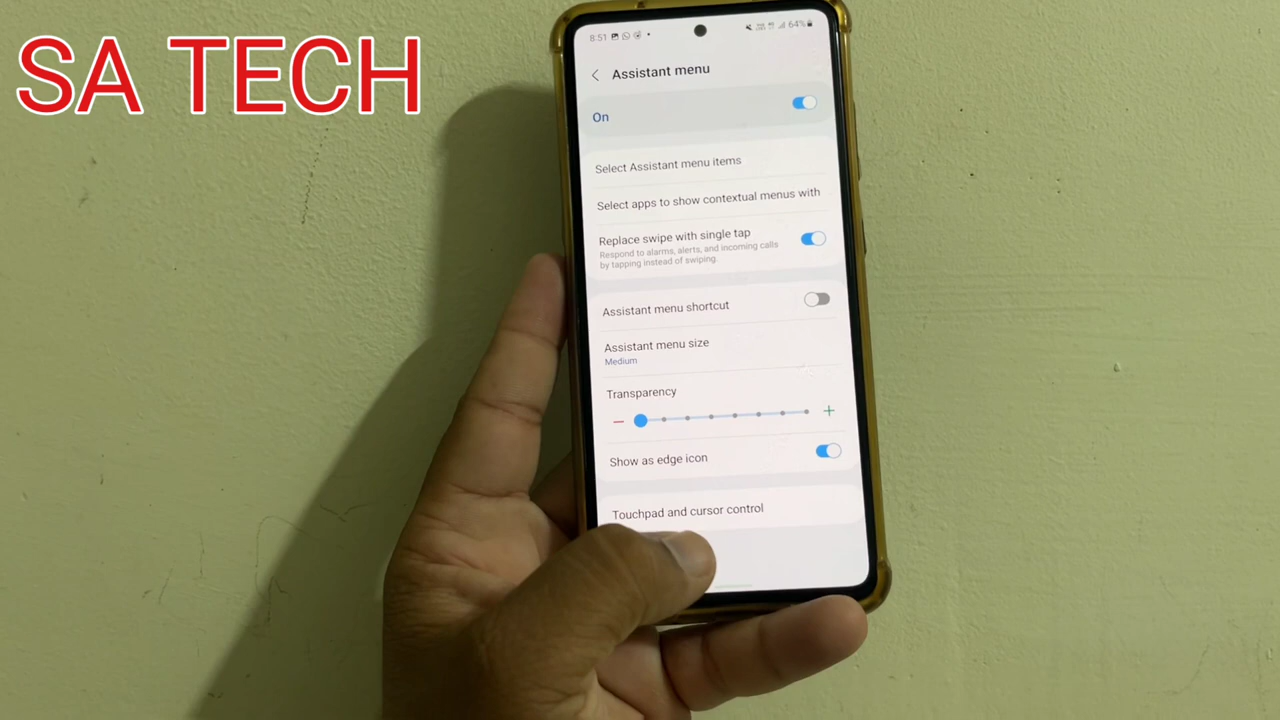 SA TECH
8:51
64%
Assistant menu
On
Select Assistant menu items
Select apps to show contextual menus with
Replace swipe with single tap
Respond to alarms, alerts, and incoming calls
by tapping instead of swiping.
Assistant menu shortcut
Assistant menu size
Medium
Transparency
Show as edge icon
Touchpad and cursor control